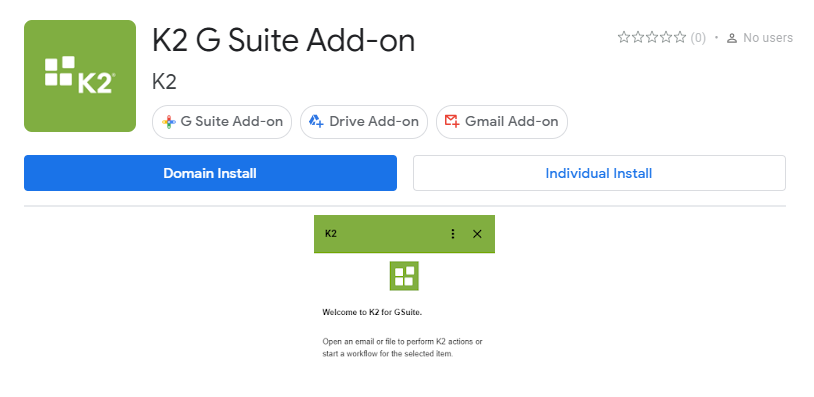 K2
K2 G Suite Add-on
(0) • No users
K2
G Suite Add-on
Drive Add-on
Gmail Add-on
Domain Install
Individual Install
K2
Welcome to K2 for GSuite.
Open an email or file to perform K2 actions or
start a workflow for the selected item.